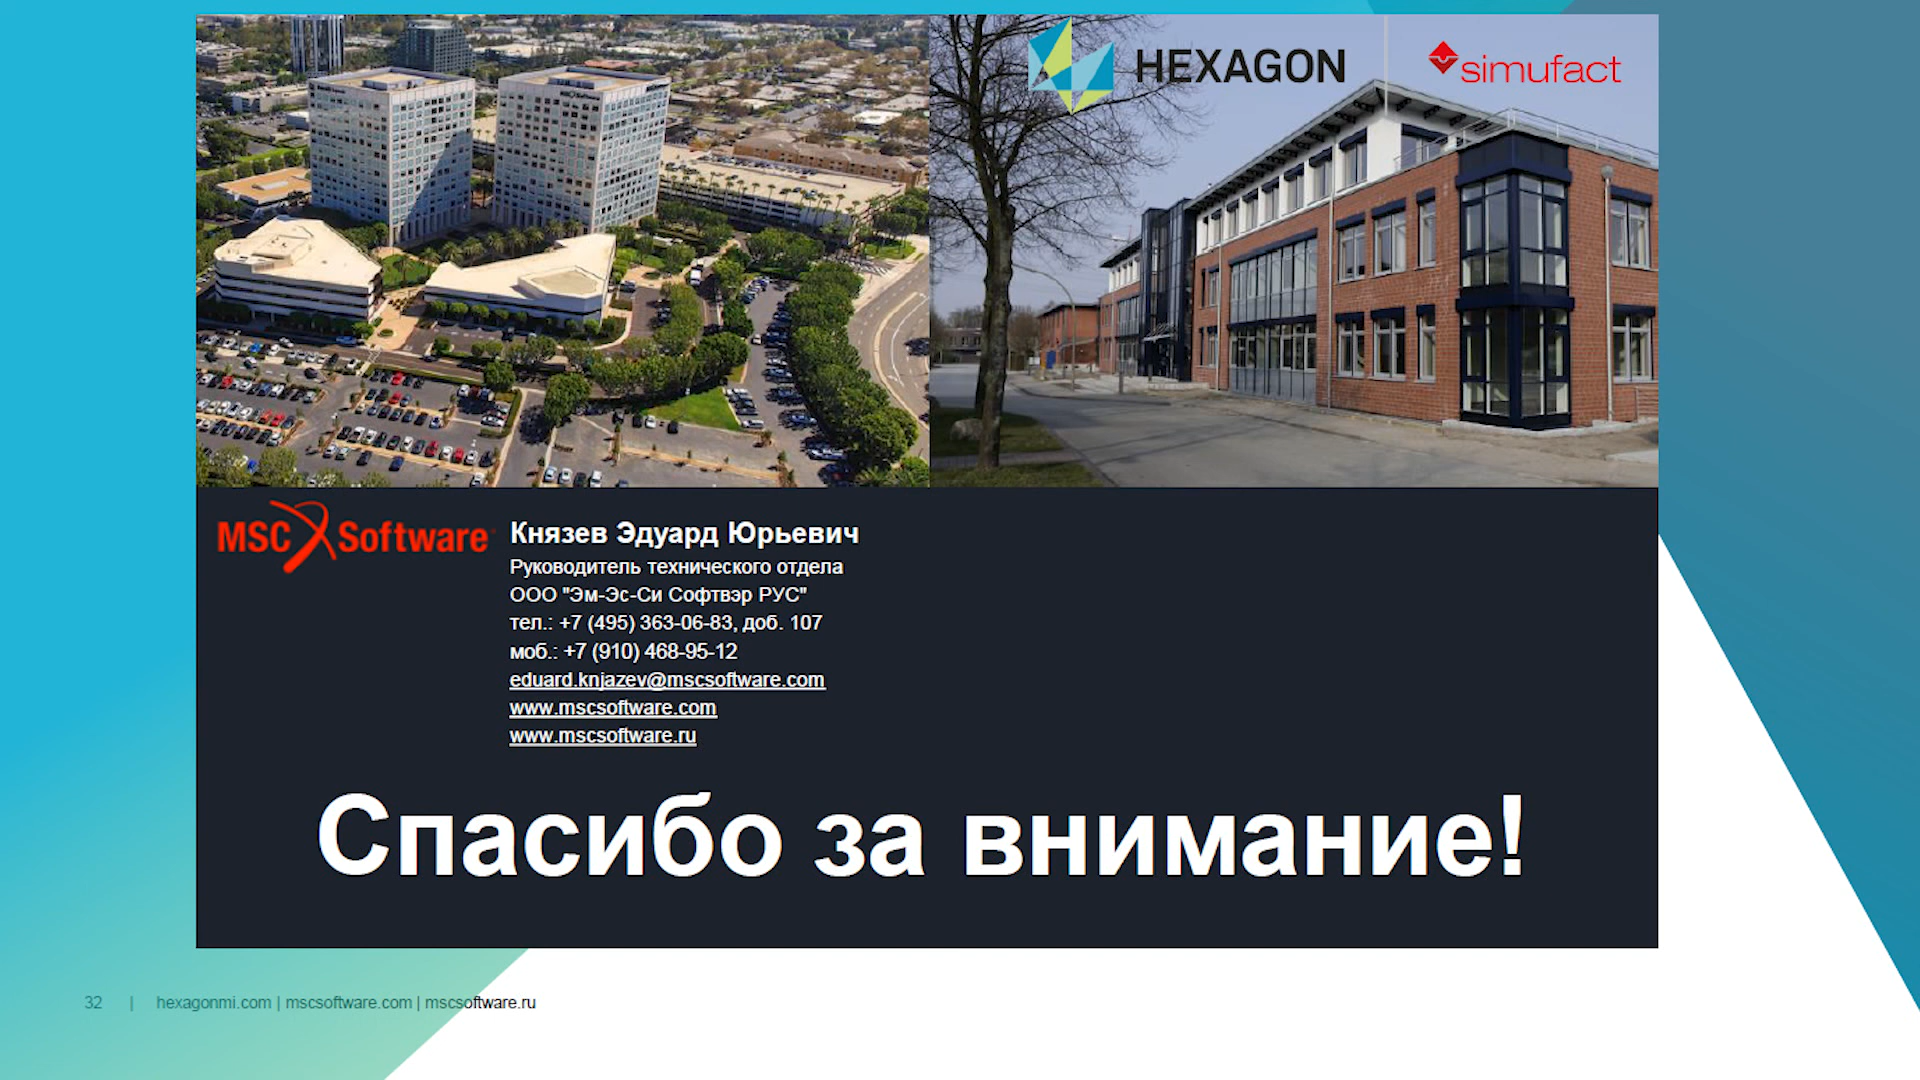 HEXAGON
simufact
MSC Software
Князев Эдуард Юрьевич
Руководитель технического отдела
ООО "Эм-Эс-Си Софтвэр РУС"
тел.: +7 (495) 363-06-83, доб. 107
моб.: +7 (910) 468-95-12
eduard.knjazev@mscsoftware.com
www.mscsoftware.com
www.mscsoftware.ru
Спасибо за внимание!
32 | hexagonmi.com | mscsoftware.com | mscsoftware.ru